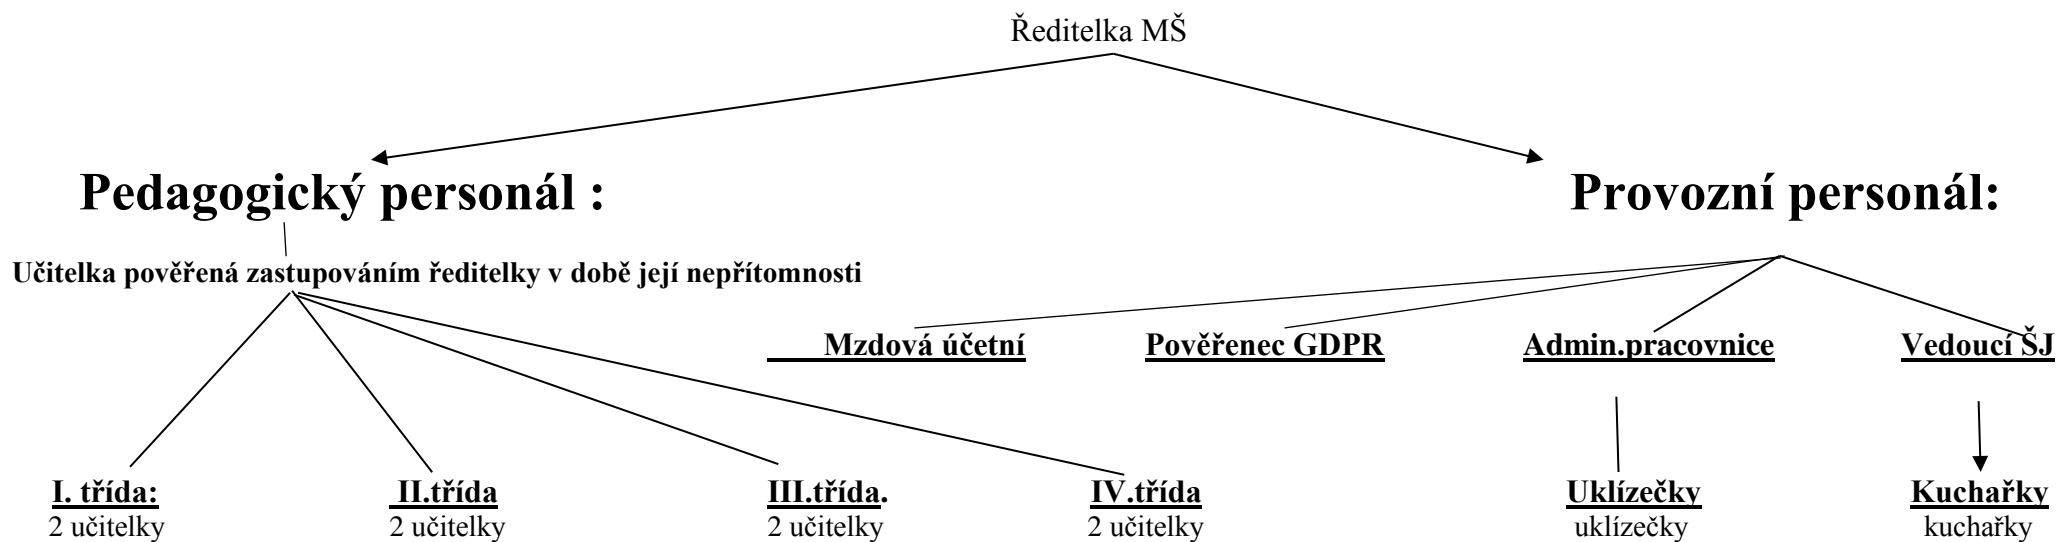 Ředitelka MŠ
Pedagogický personál :
Provozní personál:
Učitelka pověřená zastupováním ředitelky v době její nepřítomnosti
Mzdová účetní
Pověřenec GDPR
Admin.pracovnice
Vedoucí ŠJ
I. třída:
2 učitelky
II.třída
2 učitelky
III.třída.
2 učitelky
IV.třída
2 učitelky
Uklízečky
uklízečky
Kuchařky
kuchařky